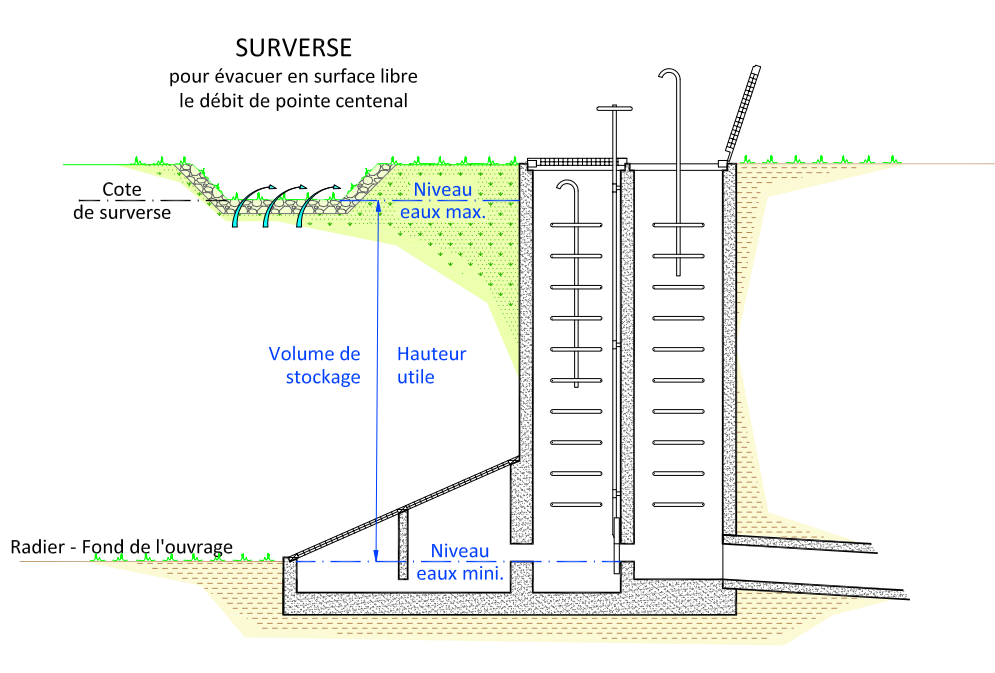 SURVERSE
pour évacuer en surface libre
le débit de pointe centenal
Cote
de surverse
Niveau
eaux max.
Volume de
stockage
Hauteur
utile
Radier - Fond de l'ouvrage
Niveau
eaux mini.